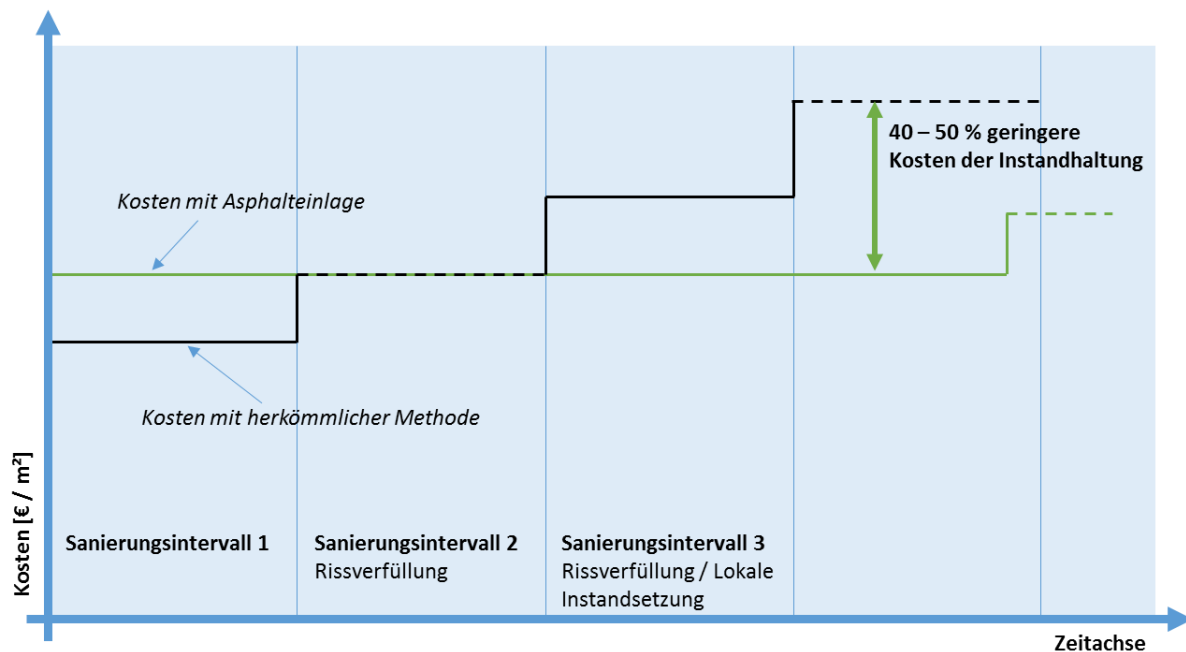 40 – 50 % geringere
Kosten der Instandhaltung
Kosten mit Asphalteinlage
Kosten mit herkömmlicher Methode
Kosten [€ / m²]
Sanierungsintervall 1
Sanierungsintervall 2
Rissverfüllung
Sanierungsintervall 3
Rissverfüllung / Lokale
Instandsetzung
Zeitachse